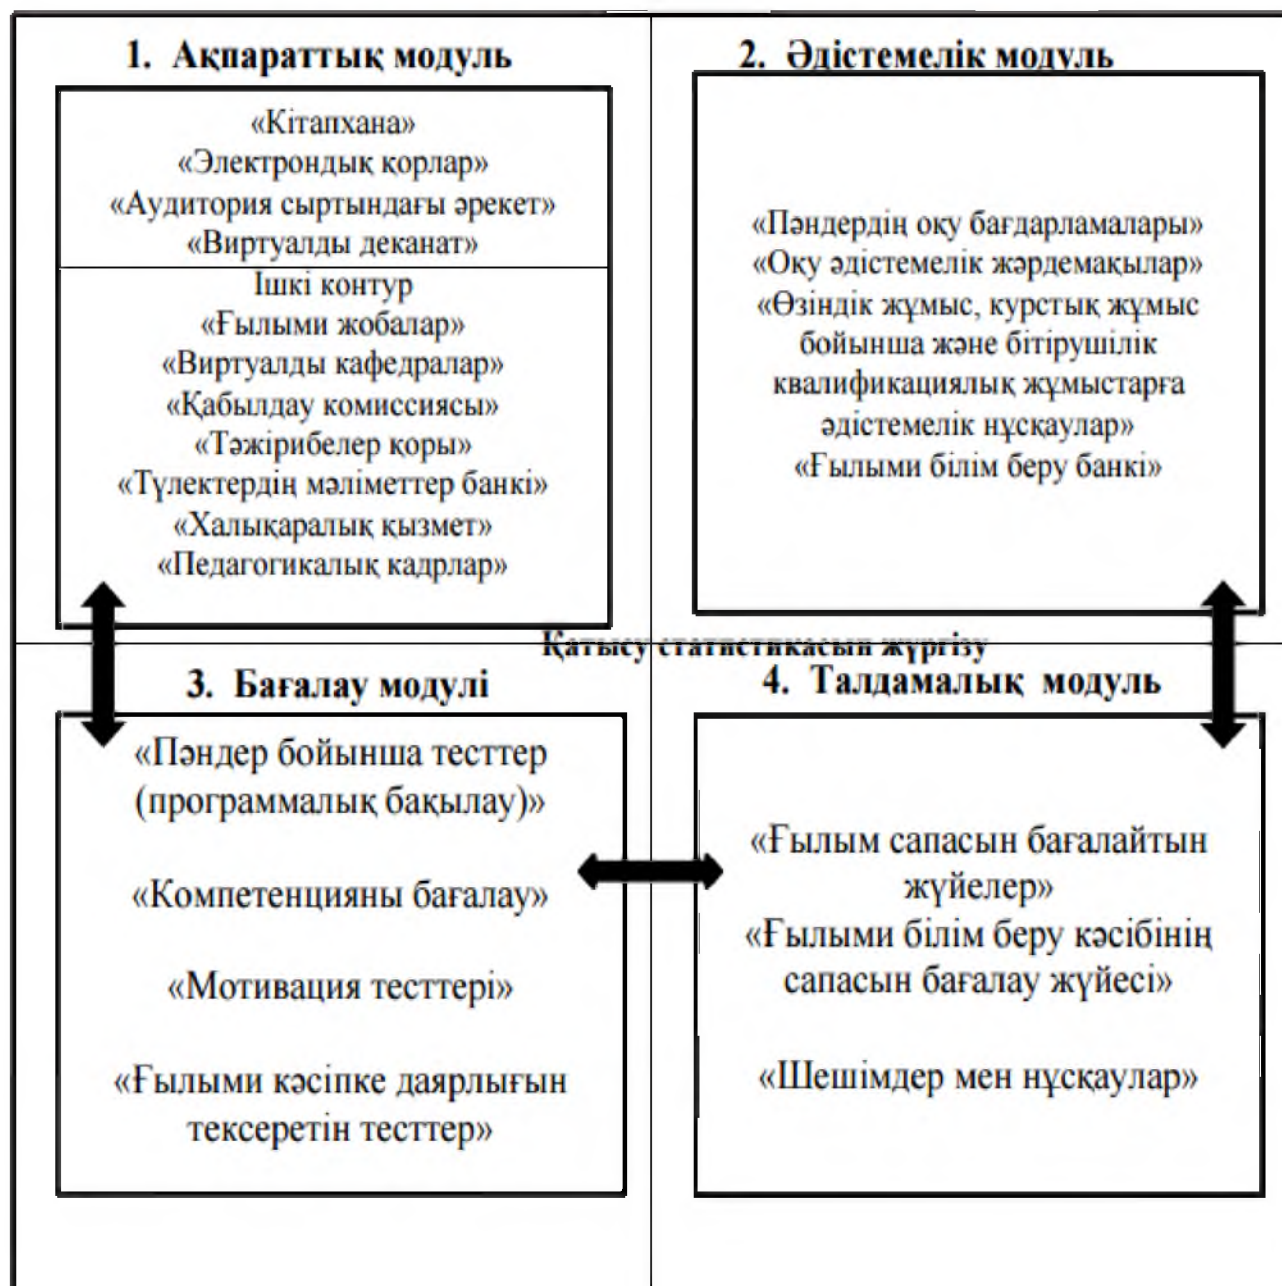 1. Ақпараттық модуль
«Кітапхана»
«Электрондық қорлар»
«Аудитория сыртындағы әрекет»
«Виртуалды деканат»
Ішкі контур
«Ғылыми жобалар»
«Виртуалды кафедралар»
«Қабылдау комиссиясы»
«Тәжірибелер қоры»
«Түлектердің мәліметтер банкі»
«Халықаралық қызмет»
«Педагогикалық кадрлар»
2. Әдістемелік модуль
«Пәндердің оқу бағдарламалары»
«Оқу әдістемелік жәрдемақылар»
«Өзіндік жұмыс, курстық жұмыс
бойынша және бітірушілік
квалификациялық жұмыстарға
әдістемелік нұсқаулар»
«Ғылыми білім беру банкі»
Қатысу статистикасын жүргізу
3. Бағалау модулі
«Пәндер бойынша тесттер
(программалық бақылау)»
«Компетенцияны бағалау»
«Мотивация тесттері»
«Ғылыми кәсіпке даярлығын
тексеретін тесттер»
4. Талдамалық модуль
«Ғылым сапасын бағалайтын
жүйелер»
«Ғылыми білім беру кәсібінің
сапасын бағалау жүйесі»
«Шешімдер мен нұсқаулар»